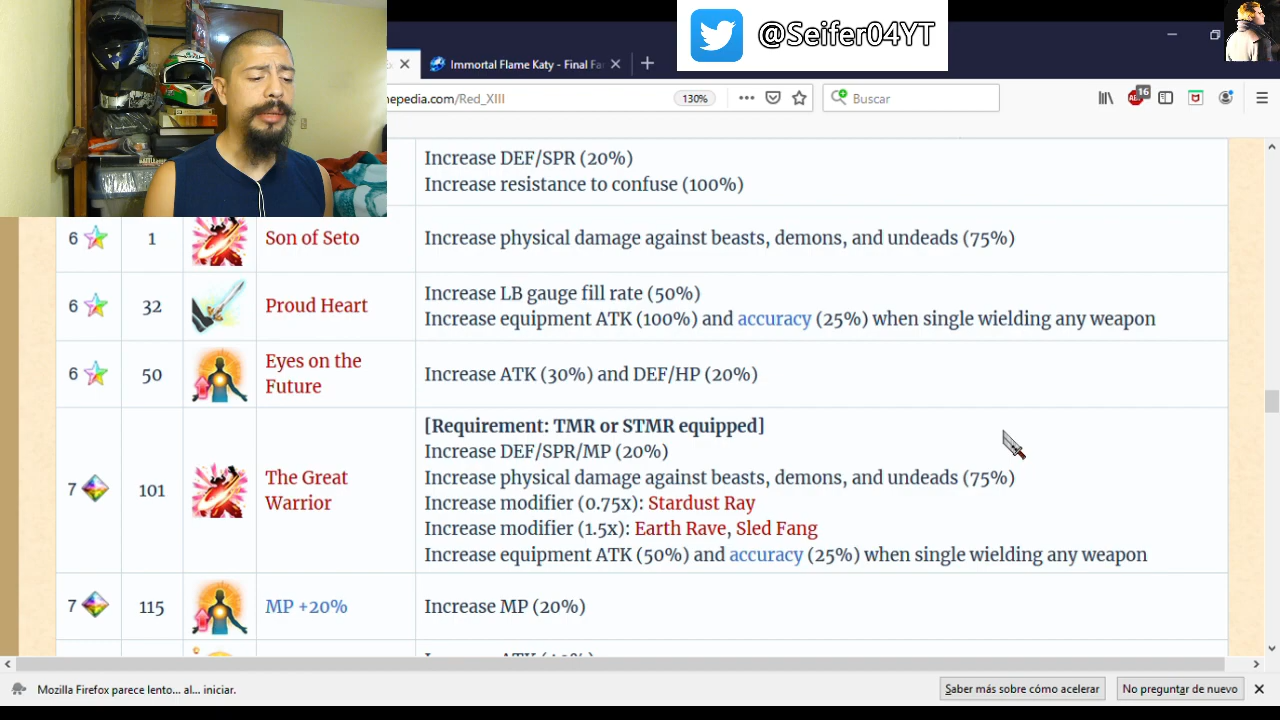 @Seifer04YT
Immortal Flame Katy - Final Fan
nepedia.com/Red_XIII
130%
Buscar
16
Increase DEF/SPR (20%)
Increase resistance to confuse (100%)
6
1
Son of Seto
Increase physical damage against beasts, demons, and undeads (75%)
6
32
Proud Heart
Increase LB gauge fill rate (50%)
Increase equipment ATK (100%) and accuracy (25%) when single wielding any weapon
6
50
Eyes on the
Future
Increase ATK (30%) and DEF/HP (20%)
7
101
The Great
Warrior
[Requirement: TMR or STMR equipped]
Increase DEF/SPR/MP (20%)
Increase physical damage against beasts, demons, and undeads (75%)
Increase modifier (0.75x): Stardust Ray
Increase modifier (1.5x): Earth Rave, Sled Fang
Increase equipment ATK (50%) and accuracy (25%) when single wielding any weapon
7
115
MP +20%
Increase MP (20%)
Mozilla Firefox parece lento... al... iniciar.
Saber más sobre cómo acelerar
No preguntar de nuevo